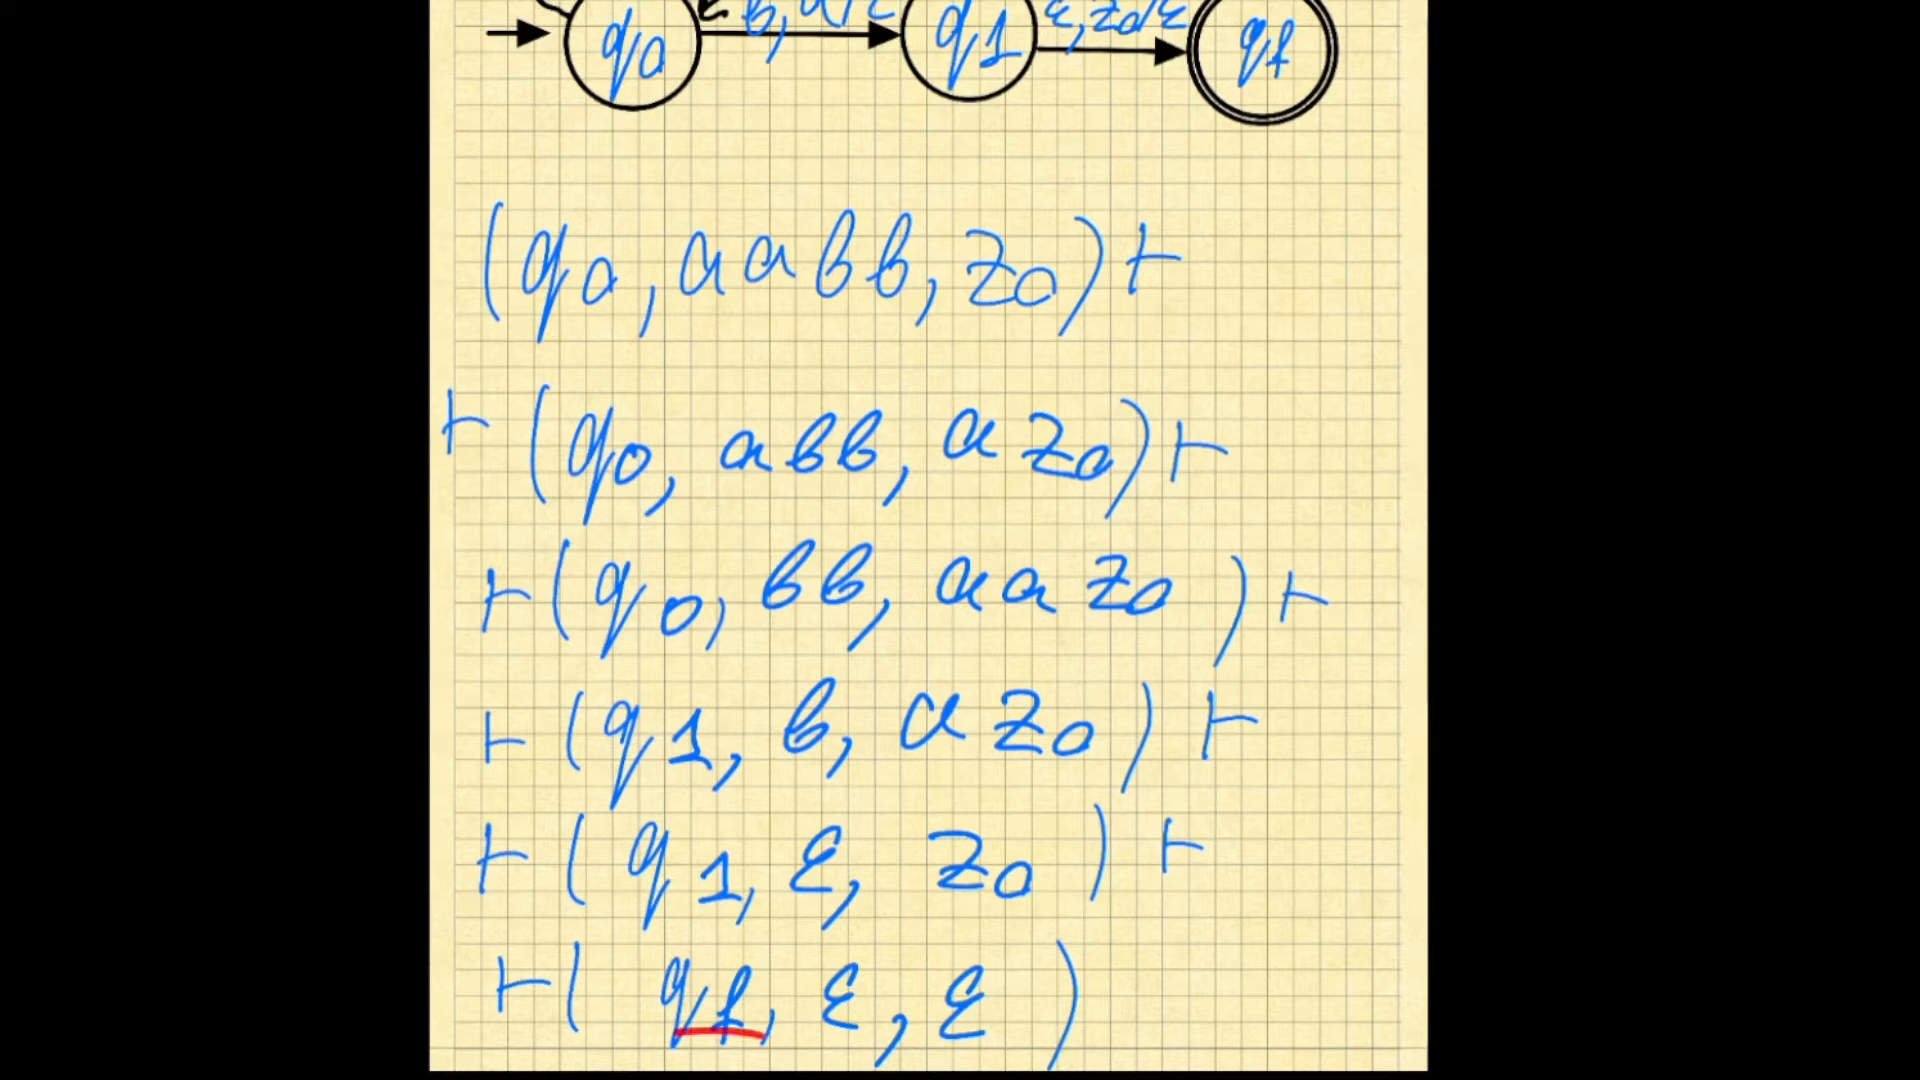 q0 b, a/ε q1 ε, z0/ε qf
(q0, aabb, z0) ⊢
⊢ (q0, abb, az0) ⊢
⊢ (q0, bb, aaz0) ⊢
⊢ (q1, b, az0) ⊢
⊢ (q1, ε, z0) ⊢
⊢ (qf, ε, ε)